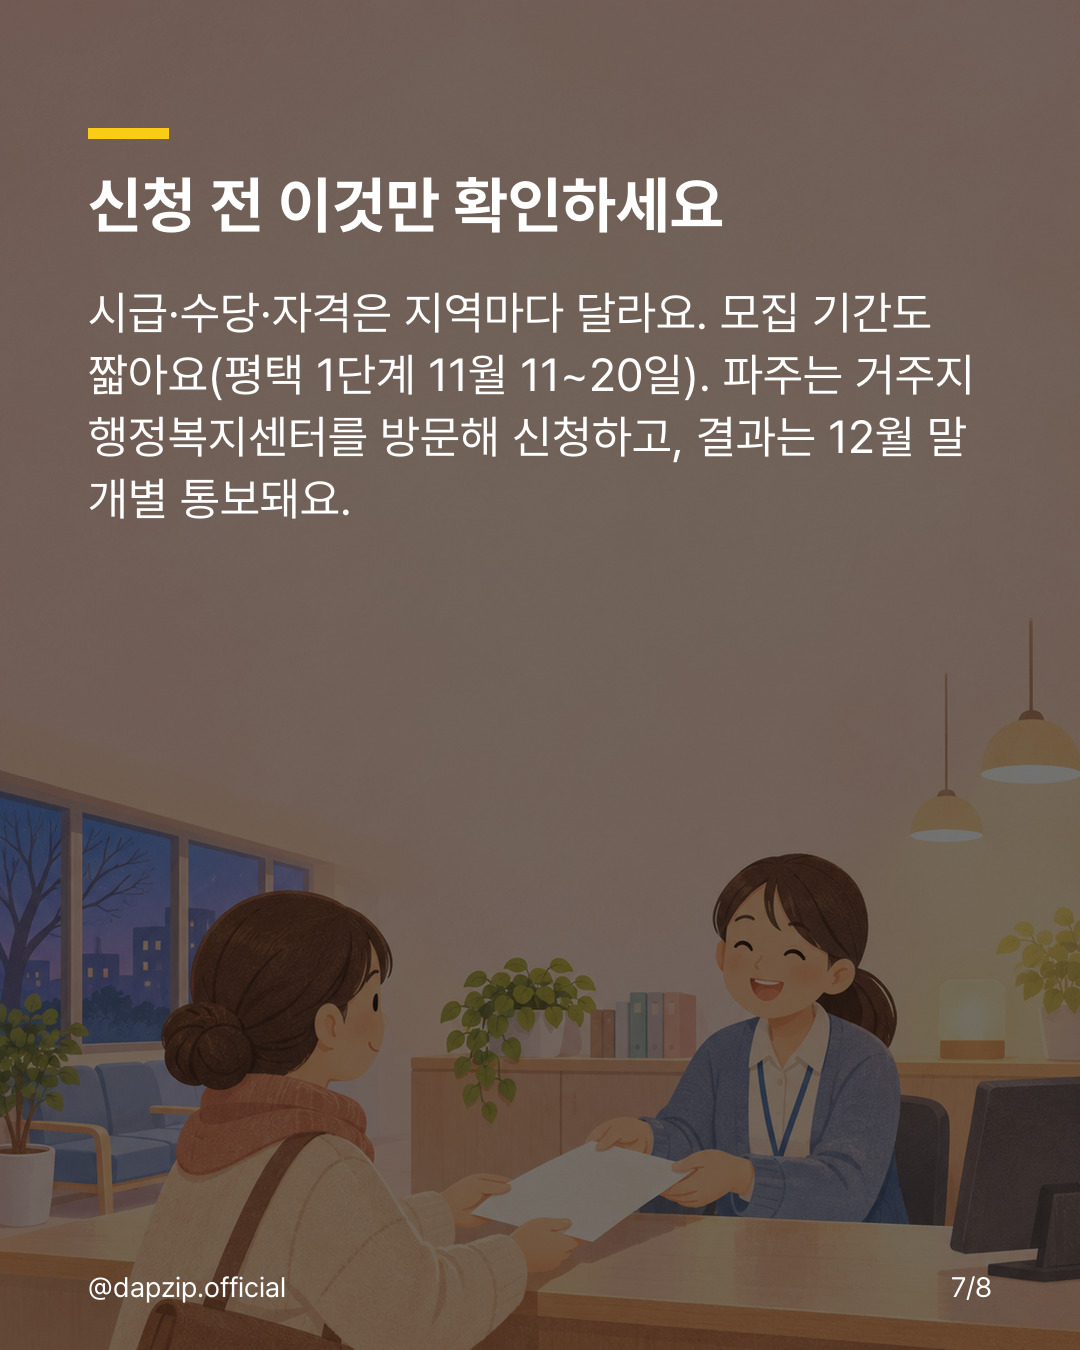 신청 전 이것만 확인하세요
시급·수당·자격은 지역마다 달라요. 모집 기간도
짧아요(평택 1단계 11월 11~20일). 파주는 거주지
행정복지센터를 방문해 신청하고, 결과는 12월 말
개별 통보돼요.
@dapzip.official
7/8